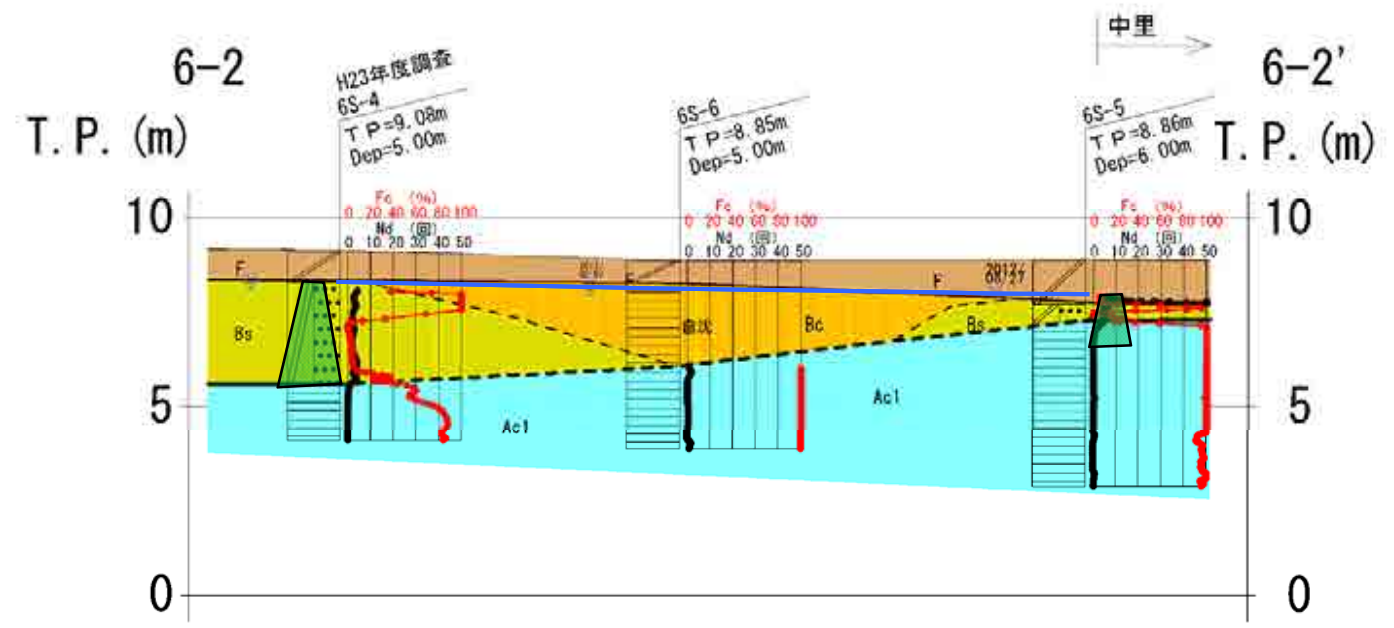 中里
6-2
6-2'
T.P.(m)
T.P.(m)
H23年度調査
6S-4
TP=9.08m
Dep=5.00m
6S-6
TP=8.85m
Dep=5.00m
6S-5
TP=8.86m
Dep=6.00m
10
10
Fc (%)
0 20 40 60 80 100
Nd (回)
0 10 20 30 40 50
Fc (%)
0 20 40 60 80 100
Nd (回)
0 10 20 30 40 50
Fc (%)
0 20 40 60 80 100
Nd (回)
0 10 20 30 40 50
F
F
F
Bs
Bc
Bs
5
5
Ac1
Ac1
0
0